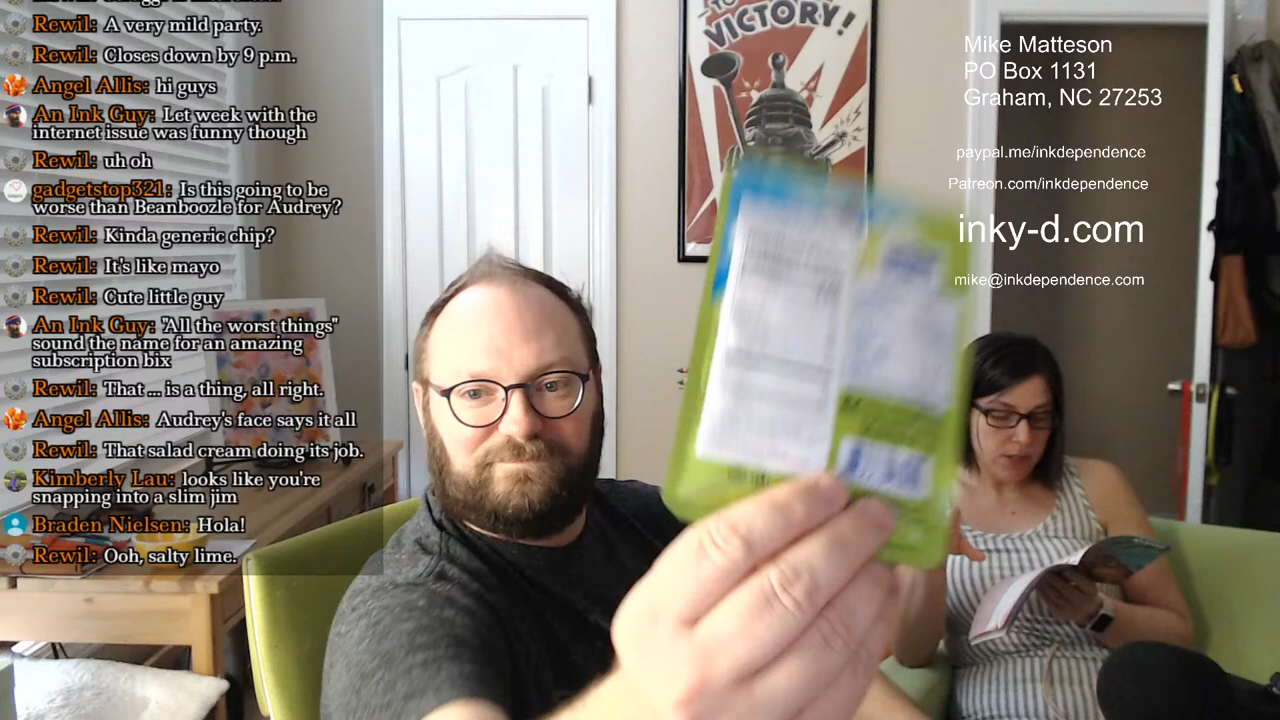 Rewil: A very mild party.
Rewil: Closes down by 9 p.m.
Angel Allis: hi guys
An Ink Guy: Let week with the
internet issue was funny though
Rewil: uh oh
gadgetstop321: Is this going to be
worse than Beanboozle for Audrey?
Rewil: Kinda generic chip?
Rewil: It's like mayo
Rewil: Cute little guy
An Ink Guy: "All the worst things"
sound the name for an amazing
subscription bix
Rewil: That ... is a thing, all right.
Angel Allis: Audrey's face says it all
Rewil: That salad cream doing its job.
Kimberly Lau: looks like you're
snapping into a slim jim
Braden Nielsen: Hola!
Rewil: Ooh, salty lime.
TO
VICTORY!
Mike Matteson
PO Box 1131
Graham, NC 27253
paypal.me/inkdependence
Patreon.com/inkdependence
inky-d.com
mike@inkdependence.com